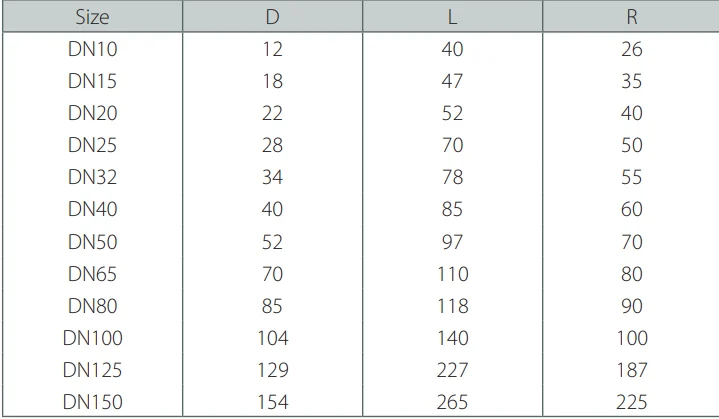 Size D L R
DN10 12 40 26
DN15 18 47 35
DN20 22 52 40
DN25 28 70 50
DN32 34 78 55
DN40 40 85 60
DN50 52 97 70
DN65 70 110 80
DN80 85 118 90
DN100 104 140 100
DN125 129 227 187
DN150 154 265 225